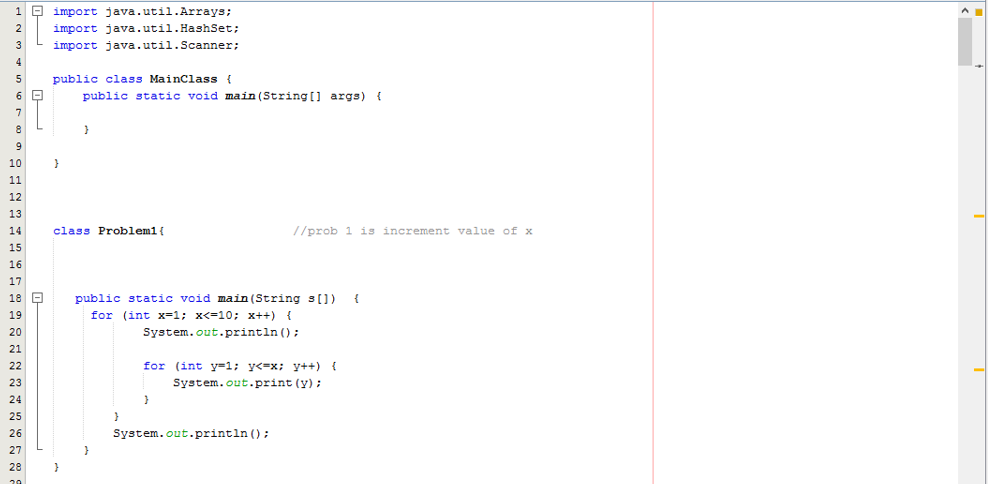 1 import java.util.Arrays;
2 import java.util.HashSet;
3 import java.util.Scanner;
4
5 public class MainClass {
6 public static void main(String[] args) {
7
8 }
9
10 }
11
12
13
14 class Problem1{ //prob 1 is increment value of x
15
16
17
18 public static void main(String s[]) {
19 for (int x=1; x<=10; x++) {
20 System.out.println();
21
22 for (int y=1; y<=x; y++) {
23 System.out.print(y);
24 }
25 }
26 System.out.println();
27 }
28 }
29